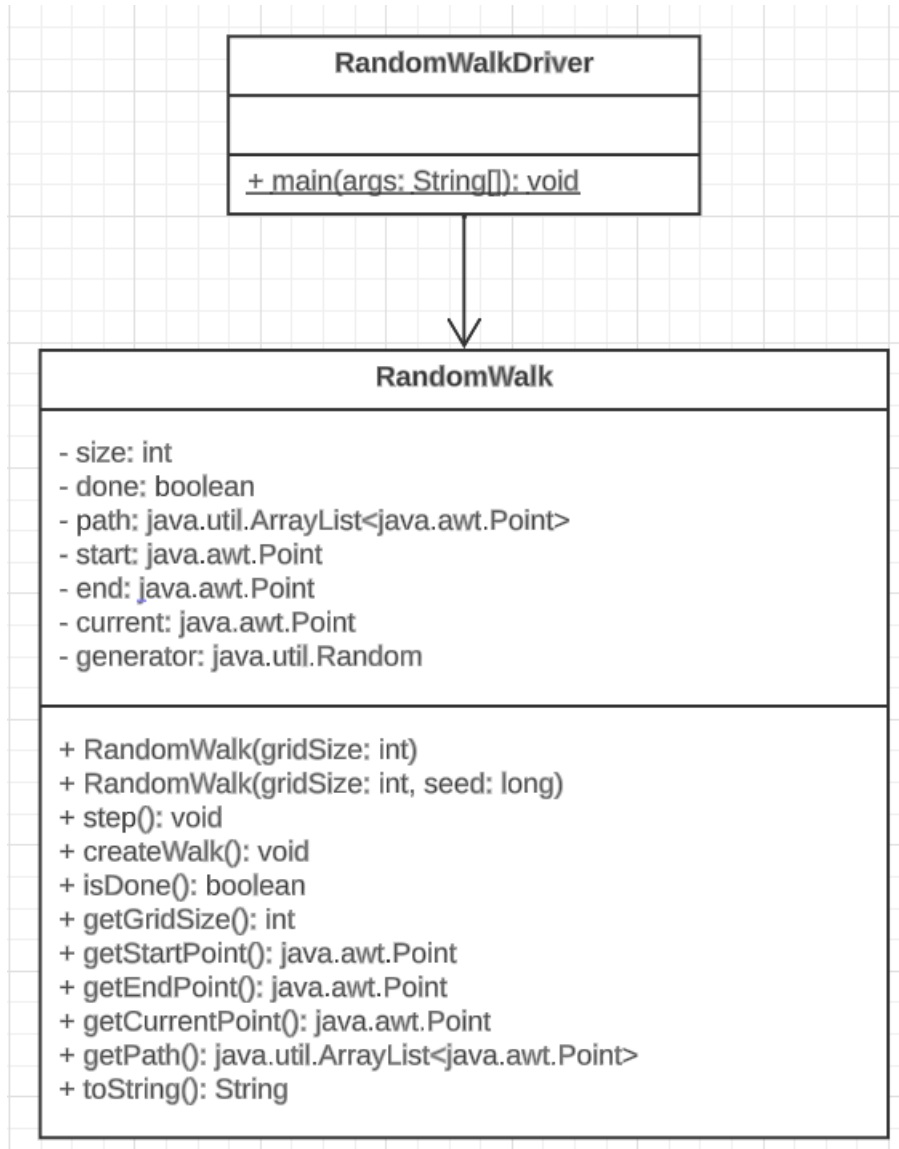 RandomWalkDriver
+ main(args: String[]): void
RandomWalk
- size: int
- done: boolean
- path: java.util.ArrayList<java.awt.Point>
- start: java.awt.Point
- end: java.awt.Point
- current: java.awt.Point
- generator: java.util.Random
+ RandomWalk(gridSize: int)
+ RandomWalk(gridSize: int, seed: long)
+ step(): void
+ createWalk(): void
+ isDone(): boolean
+ getGridSize(): int
+ getStartPoint(): java.awt.Point
+ getEndPoint(): java.awt.Point
+ getCurrentPoint(): java.awt.Point
+ getPath(): java.util.ArrayList<java.awt.Point>
+ toString(): String